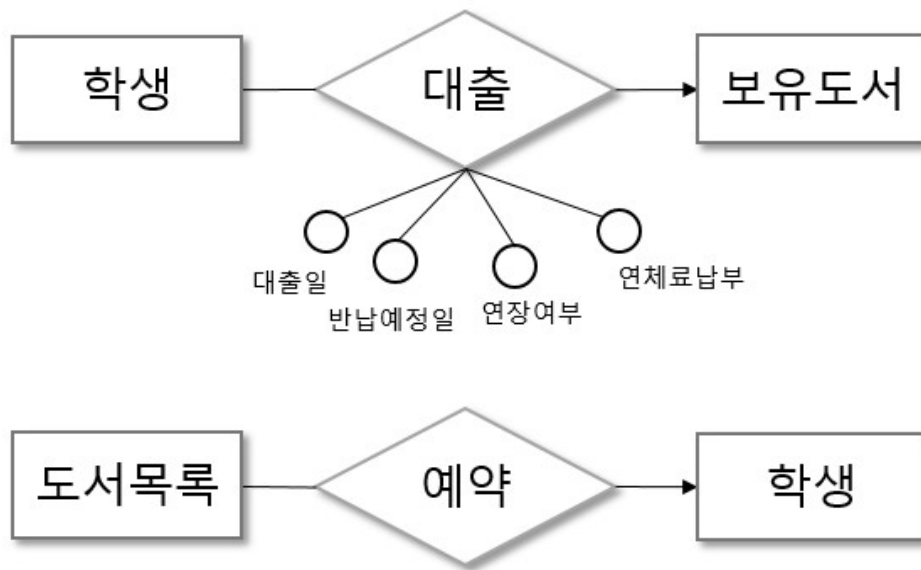 학생
대출
보유도서
대출일
반납예정일
연장여부
연체료납부
도서목록
예약
학생